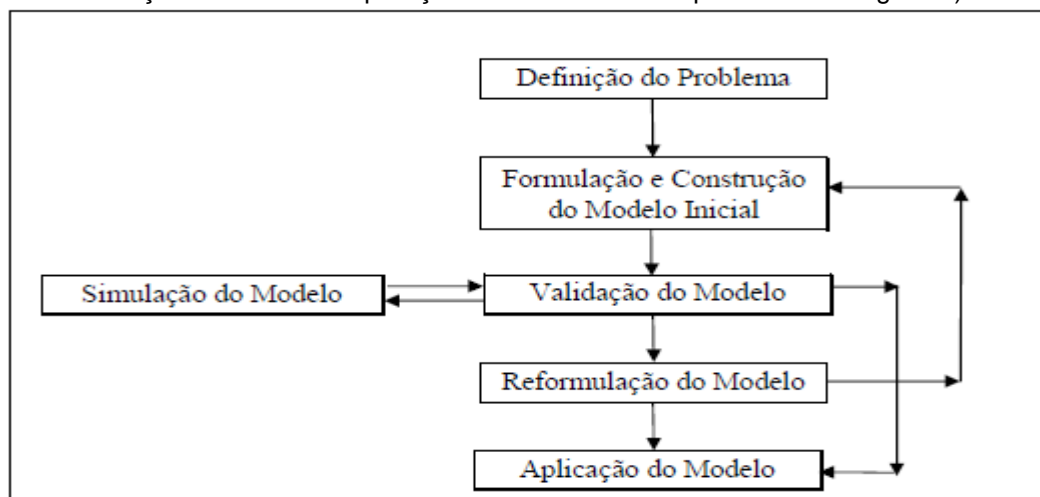 Definição do Problema
Formulação e Construção
do Modelo Inicial
Simulação do Modelo
Validação do Modelo
Reformulação do Modelo
Aplicação do Modelo